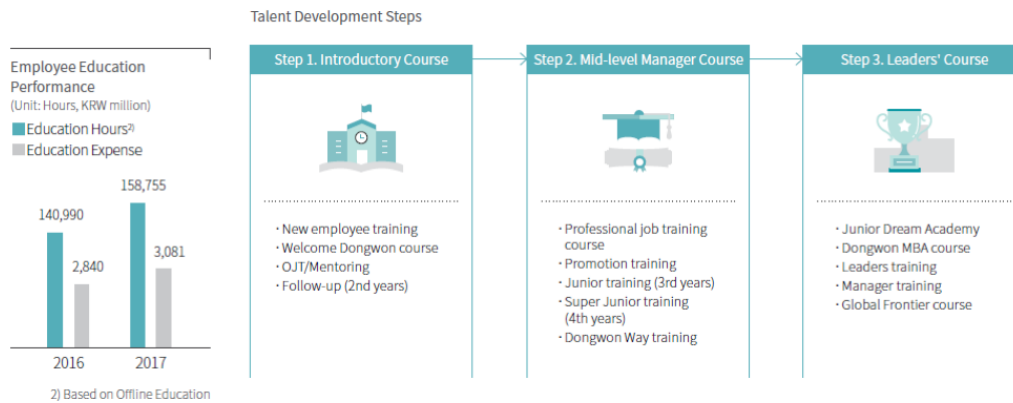 Talent Development Steps
Employee Education
Performance
(Unit: Hours, KRW million)
Education Hours2)
Education Expense
158,755
140,990
3,081
2,840
2016 2017
2) Based on Offline Education
Step 1. Introductory Course
· New employee training
· Welcome Dongwon course
· OJT/Mentoring
· Follow-up (2nd years)
Step 2. Mid-level Manager Course
· Professional job training
course
· Promotion training
· Junior training (3rd years)
· Super Junior training
(4th years)
· Dongwon Way training
Step 3. Leaders' Course
· Junior Dream Academy
· Dongwon MBA course
· Leaders training
· Manager training
· Global Frontier course